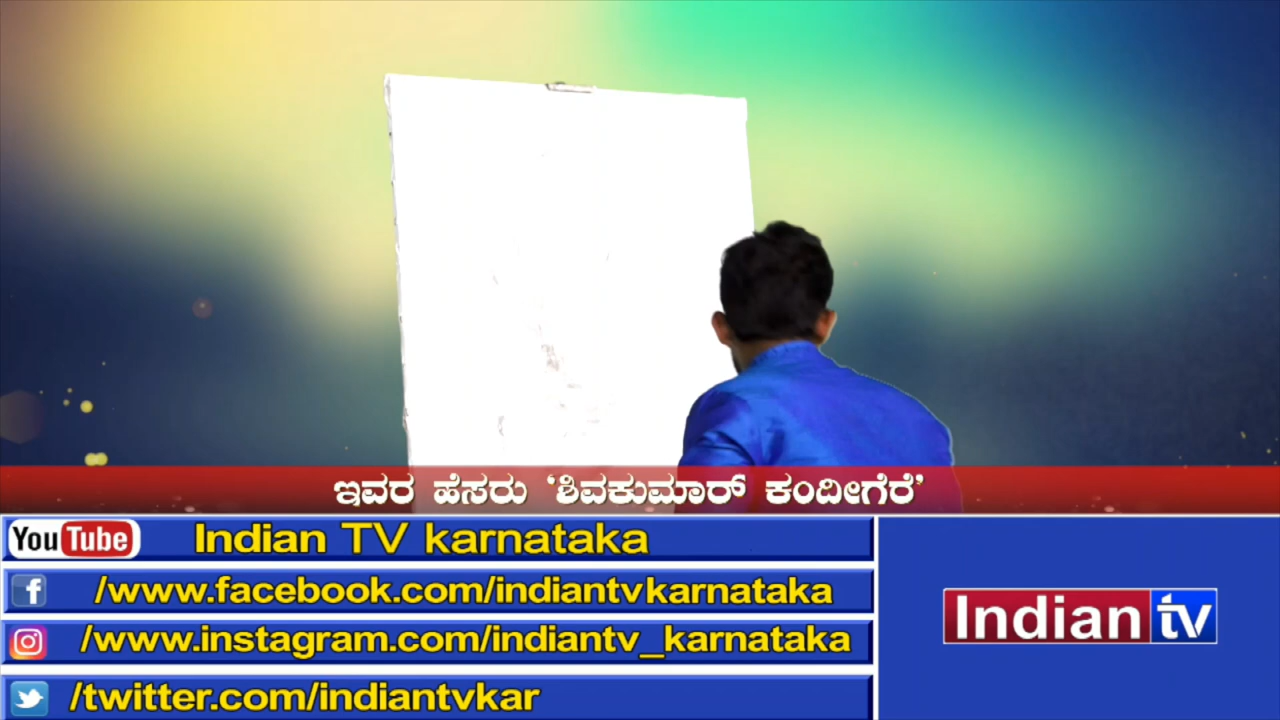 ಇವರ ಹೆಸರು ‘ಶಿವಕುಮಾರ್ ಕಂದೀಗೆರೆ’
YouTube Indian TV karnataka
f /www.facebook.com/indiantvkarnataka
/www.instagram.com/indiantv_karnataka
/twitter.com/indiantvkar
Indian tv